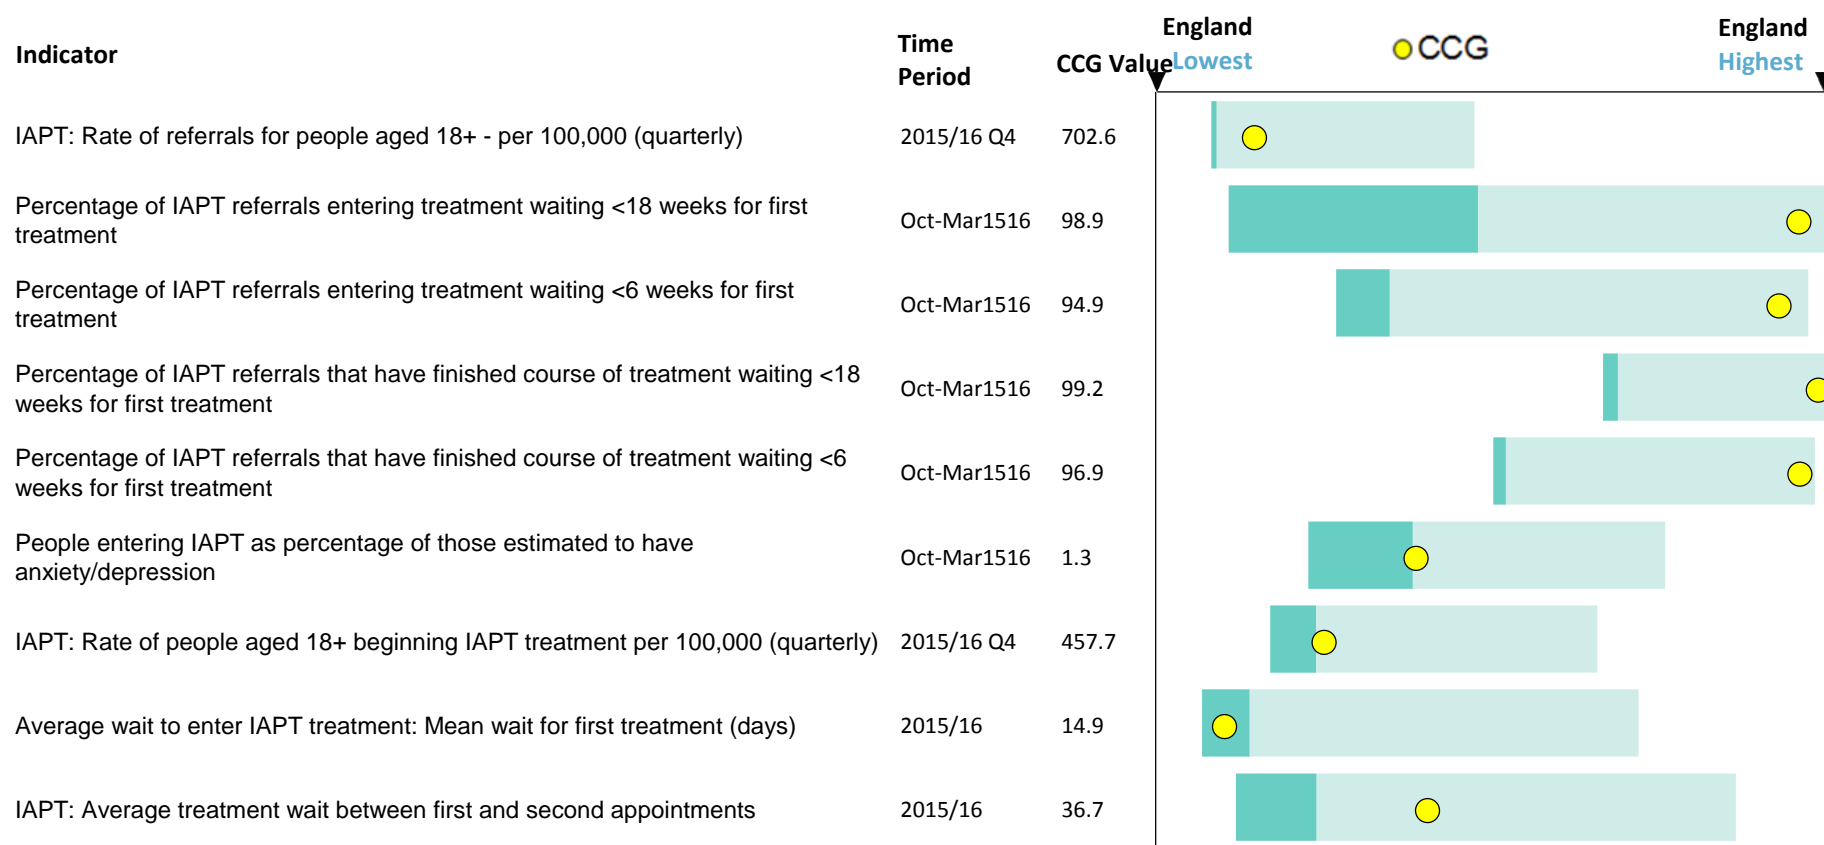 Indicator
Time
Period
CCG Value
England
Lowest
CCG
England
Highest
IAPT: Rate of referrals for people aged 18+ - per 100,000 (quarterly) 2015/16 Q4 702.6
Percentage of IAPT referrals entering treatment waiting <18 weeks for first
treatment
Oct-Mar1516 98.9
Percentage of IAPT referrals entering treatment waiting <6 weeks for first
treatment
Oct-Mar1516 94.9
Percentage of IAPT referrals that have finished course of treatment waiting <18
weeks for first treatment
Oct-Mar1516 99.2
Percentage of IAPT referrals that have finished course of treatment waiting <6
weeks for first treatment
Oct-Mar1516 96.9
People entering IAPT as percentage of those estimated to have
anxiety/depression
Oct-Mar1516 1.3
IAPT: Rate of people aged 18+ beginning IAPT treatment per 100,000 (quarterly) 2015/16 Q4 457.7
Average wait to enter IAPT treatment: Mean wait for first treatment (days) 2015/16 14.9
IAPT: Average treatment wait between first and second appointments 2015/16 36.7